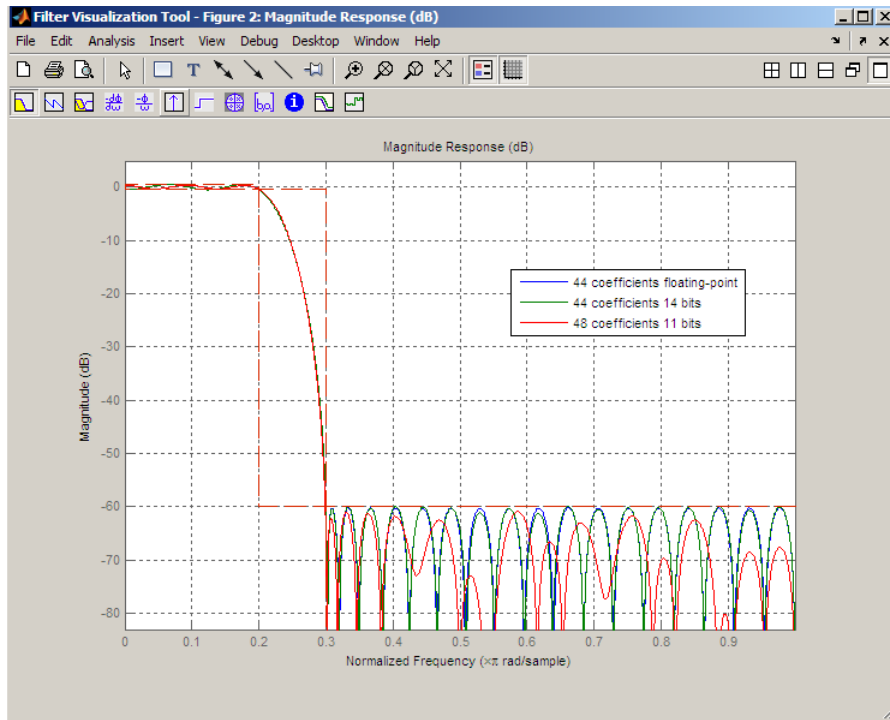 Filter Visualization Tool - Figure 2: Magnitude Response (dB)
File Edit Analysis Insert View Debug Desktop Window Help
T
[b,a]
Magnitude Response (dB)
0
-10
-20
-30
-40
-50
-60
-70
-80
Magnitude (dB)
44 coefficients floating-point
44 coefficients 14 bits
48 coefficients 11 bits
0 0.1 0.2 0.3 0.4 0.5 0.6 0.7 0.8 0.9
Normalized Frequency (×π rad/sample)